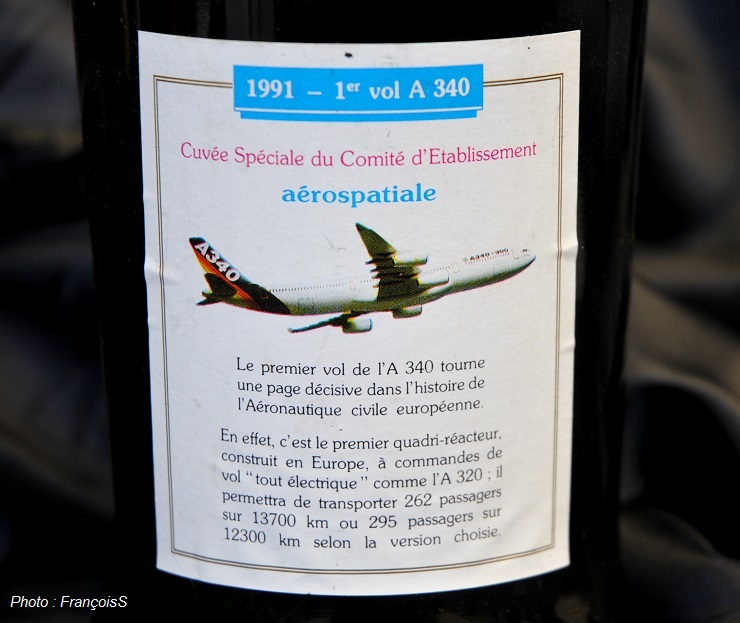 1991 – 1er vol A 340
Cuvée Spéciale du Comité d'Etablissement
aérospatiale
A340
A340-300
Le premier vol de l'A 340 tourne
une page décisive dans l'histoire de
l'Aéronautique civile européenne.
En effet, c'est le premier quadri-réacteur,
construit en Europe, à commandes de
vol "tout électrique" comme l'A 320 ; il
permettra de transporter 262 passagers
sur 13700 km ou 295 passagers sur
12300 km selon la version choisie.
Photo : FrançoisS